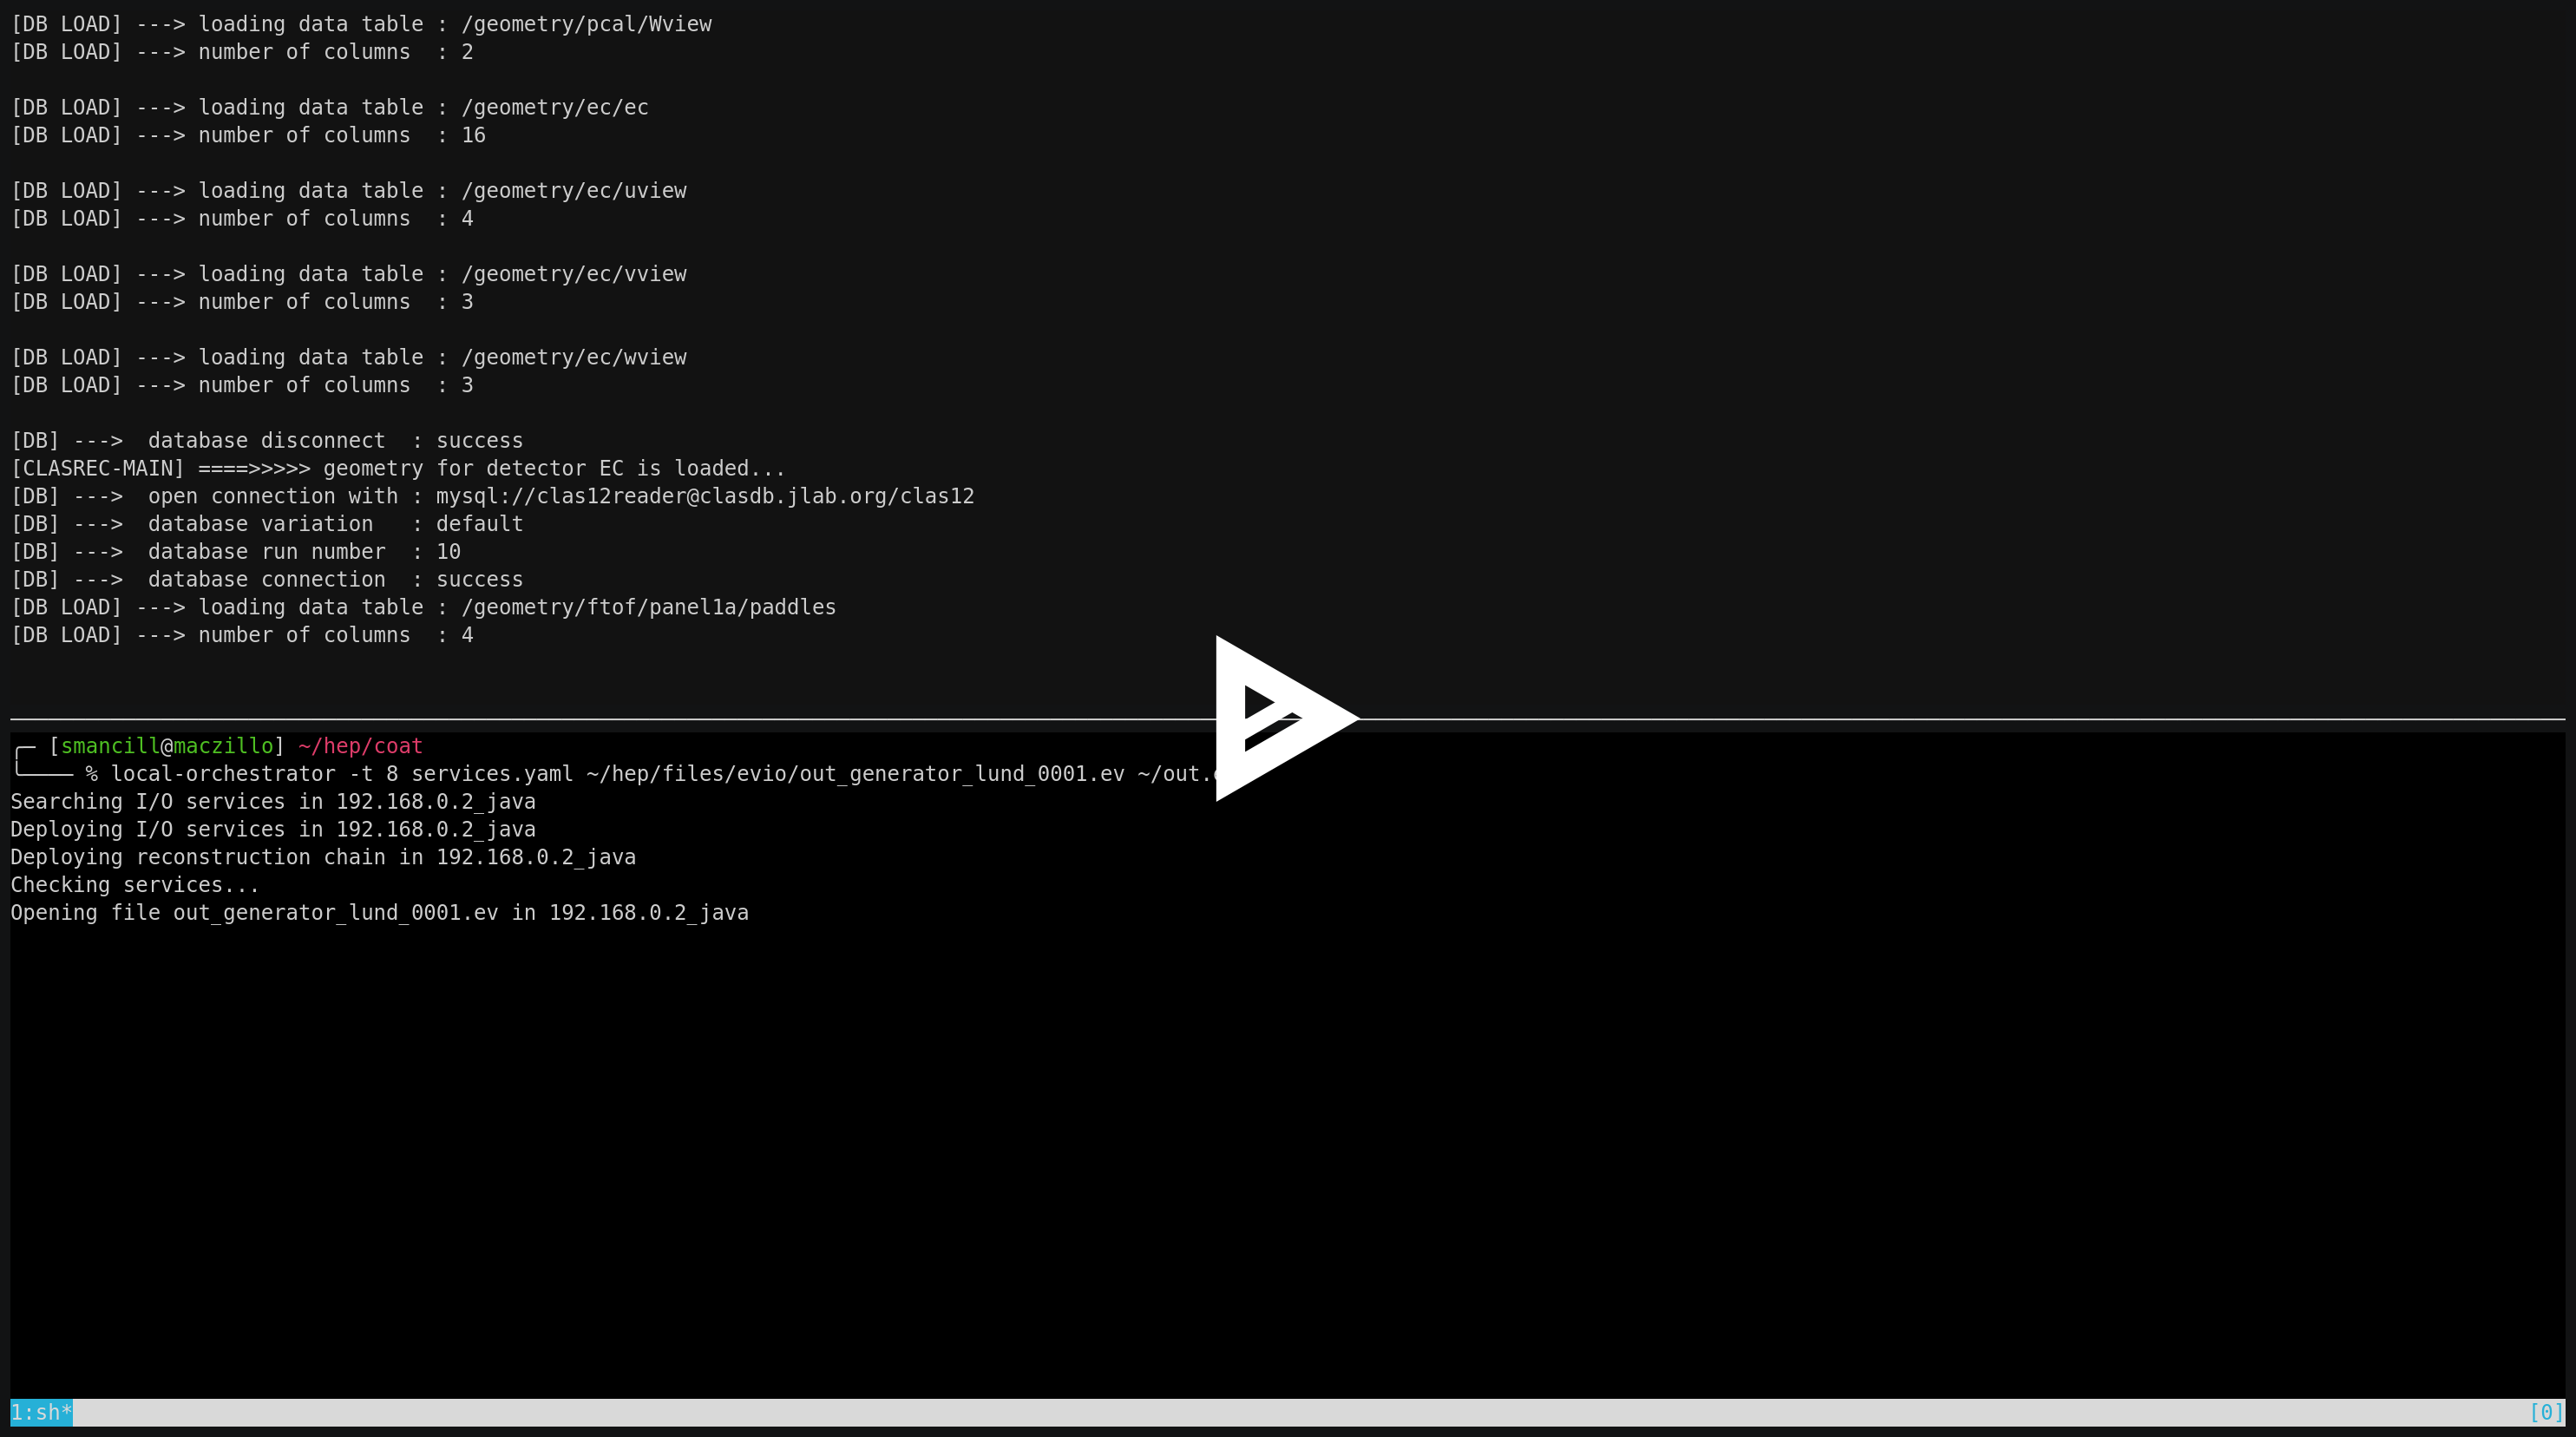 [DB LOAD] ---> loading data table : /geometry/pcal/Wview
[DB LOAD] ---> number of columns  : 2
[DB LOAD] ---> loading data table : /geometry/ec/ec
[DB LOAD] ---> number of columns  : 16
[DB LOAD] ---> loading data table : /geometry/ec/uview
[DB LOAD] ---> number of columns  : 4
[DB LOAD] ---> loading data table : /geometry/ec/vview
[DB LOAD] ---> number of columns  : 3
[DB LOAD] ---> loading data table : /geometry/ec/wview
[DB LOAD] ---> number of columns  : 3
[DB] --->  database disconnect  : success
[CLASREC-MAIN] ====>>>>> geometry for detector EC is loaded...
[DB] --->  open connection with : mysql://clas12reader@clasdb.jlab.org/clas12
[DB] --->  database variation   : default
[DB] --->  database run number  : 10
[DB] --->  database connection  : success
[DB LOAD] ---> loading data table : /geometry/ftof/panel1a/paddles
[DB LOAD] ---> number of columns  : 4
[smancill@maczillo] ~/hep/coat
% local-orchestrator -t 8 services.yaml ~/hep/files/evio/out_generator_lund_0001.ev
Searching I/O services in 192.168.0.2_java
Deploying I/O services in 192.168.0.2_java
Deploying reconstruction chain in 192.168.0.2_java
Checking services...
Opening file out_generator_lund_0001.ev in 192.168.0.2_java
1:sh* [0]